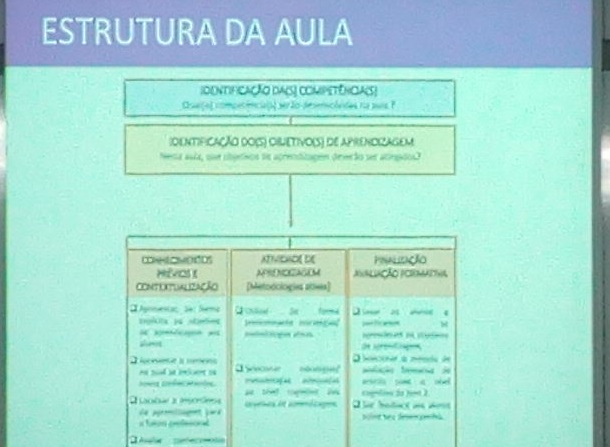 ESTRUTURA DA AULA
IDENTIFICAÇÃO DA(S) COMPETÊNCIA(S)
Qual(is) competência(s) serão desenvolvidas na aula ?
IDENTIFICAÇÃO DO(S) OBJETIVO(S) DE APRENDIZAGEM
Nesta aula, que objetivos de aprendizagem deverão ser atingidos?
CONHECIMENTOS
PRÉVIOS E
CONTEXTUALIZAÇÃO
Apresentar, de forma
explícita os objetivos
de aprendizagem aos
alunos.
Apresentar o contexto
no qual se incluem os
novos conhecimentos.
Localizar a importância
da aprendizagem para
o futuro profissional.
Avaliar conhecimentos
ATIVIDADE DE
APRENDIZAGEM
(Metodologias ativas)
Utilizar de forma
predominante estratégias/
metodologias ativas.
Selecionar estratégias/
metodologias adequadas
ao nível cognitivo dos
objetivos de aprendizagem.
FINALIZAÇÃO
AVALIAÇÃO FORMATIVA
Levar os alunos a
verificarem se
aprenderam os objetivos
de aprendizagem.
Selecionar o método de
avaliação formativa de
acordo com o nível
cognitivo do item 2.
Dar feedback aos alunos
sobre seu desempenho.